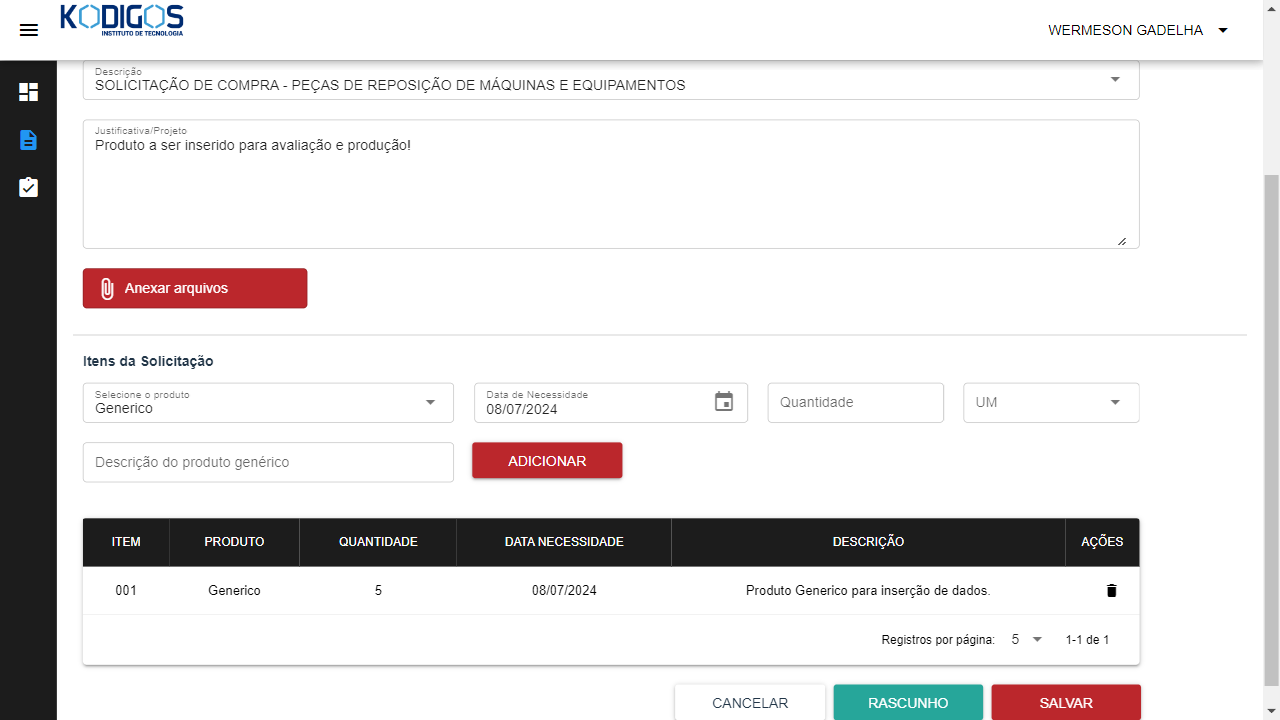 KODIGOS
INSTITUTO DE TECNOLOGIA
WERMESON GADELHA
Descrição
SOLICITAÇÃO DE COMPRA - PEÇAS DE REPOSIÇÃO DE MÁQUINAS E EQUIPAMENTOS
Justificativa/Projeto
Produto a ser inserido para avaliação e produção!
Anexar arquivos
Itens da Solicitação
Selecione o produto
Generico
Data de Necessidade
08/07/2024
Quantidade
UM
Descrição do produto genérico
ADICIONAR
ITEM PRODUTO QUANTIDADE DATA NECESSIDADE DESCRIÇÃO AÇÕES
001 Generico 5 08/07/2024 Produto Generico para inserção de dados.
Registros por página: 5 1-1 de 1
CANCELAR RASCUNHO SALVAR